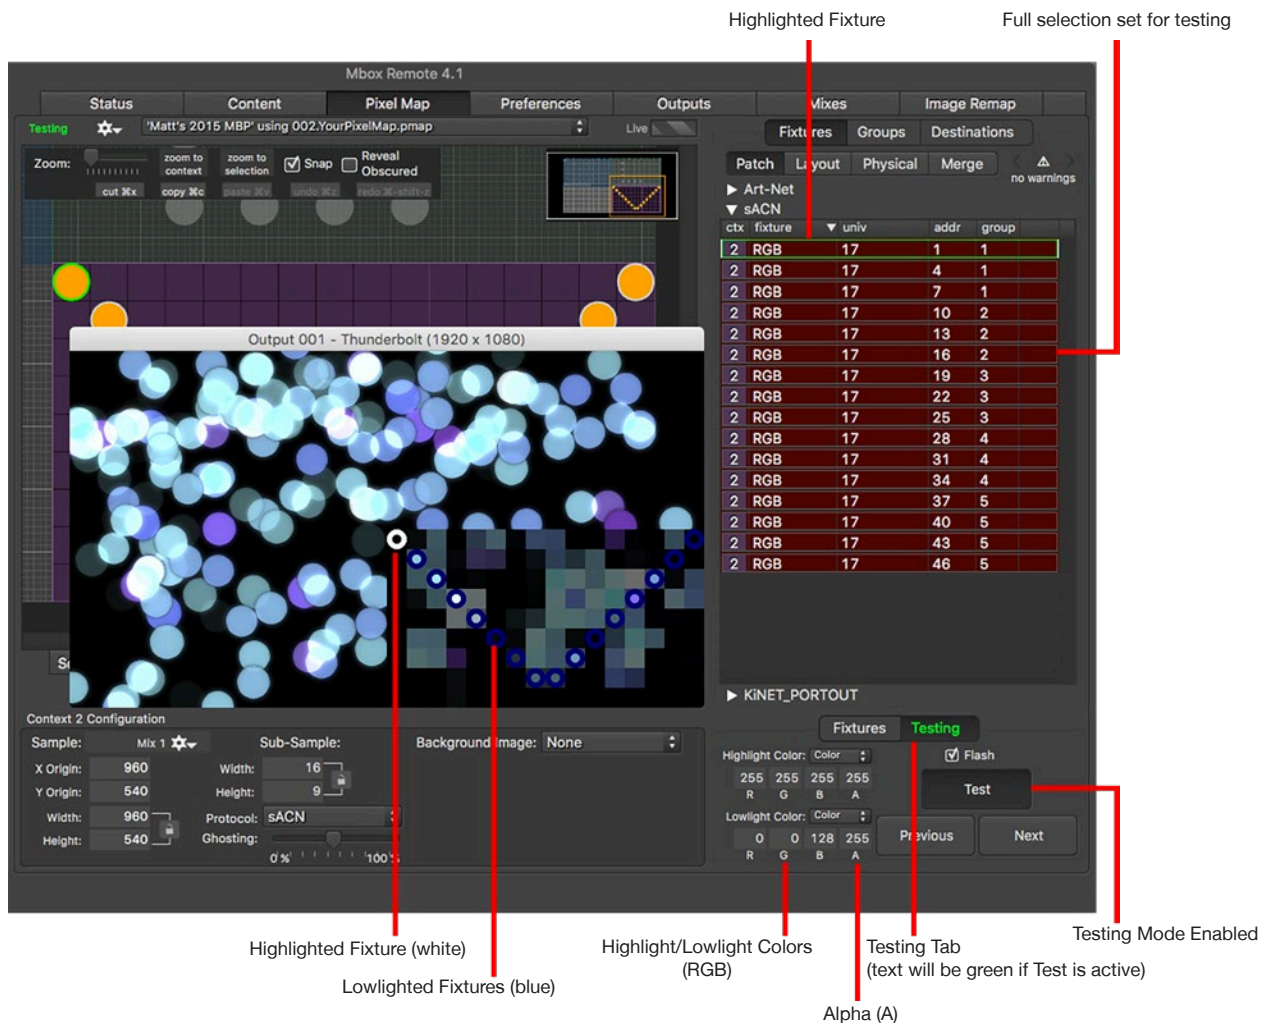 Highlighted Fixture
Full selection set for testing
Mbox Remote 4.1
Status Content Pixel Map Preferences Outputs Mixes Image Remap
Testing 'Matt's 2015 MBP' using 002.YourPixelMap.pmap Live
Fixtures Groups Destinations
Zoom: zoom to context zoom to selection Snap Reveal Obscured
cut ⌘x copy ⌘c paste ⌘v undo ⌘z redo ⌘-shift-z
Patch Layout Physical Merge no warnings
▶ Art-Net
▼ sACN
ctx fixture ▼ univ addr group
2 RGB 17 1 1
2 RGB 17 4 1
2 RGB 17 7 1
2 RGB 17 10 2
2 RGB 17 13 2
2 RGB 17 16 2
2 RGB 17 19 3
2 RGB 17 22 3
2 RGB 17 25 3
2 RGB 17 28 4
2 RGB 17 31 4
2 RGB 17 34 4
2 RGB 17 37 5
2 RGB 17 40 5
2 RGB 17 43 5
2 RGB 17 46 5
Output 001 - Thunderbolt (1920 x 1080)
▶ KiNET_PORTOUT
Context 2 Configuration
Sample: Mix 1 Sub-Sample: Background Image: None
X Origin: 960 Width: 16
Y Origin: 540 Height: 9
Width: 960 Protocol: sACN
Height: 540 Ghosting:
0% 100%
Fixtures Testing
Highlight Color: Color Flash
255 255 255 255
R G B A
Test
Lowlight Color: Color
0 0 128 255
R G B A
Previous Next
Highlighted Fixture (white)
Lowlighted Fixtures (blue)
Highlight/Lowlight Colors
(RGB)
Alpha (A)
Testing Tab
(text will be green if Test is active)
Testing Mode Enabled